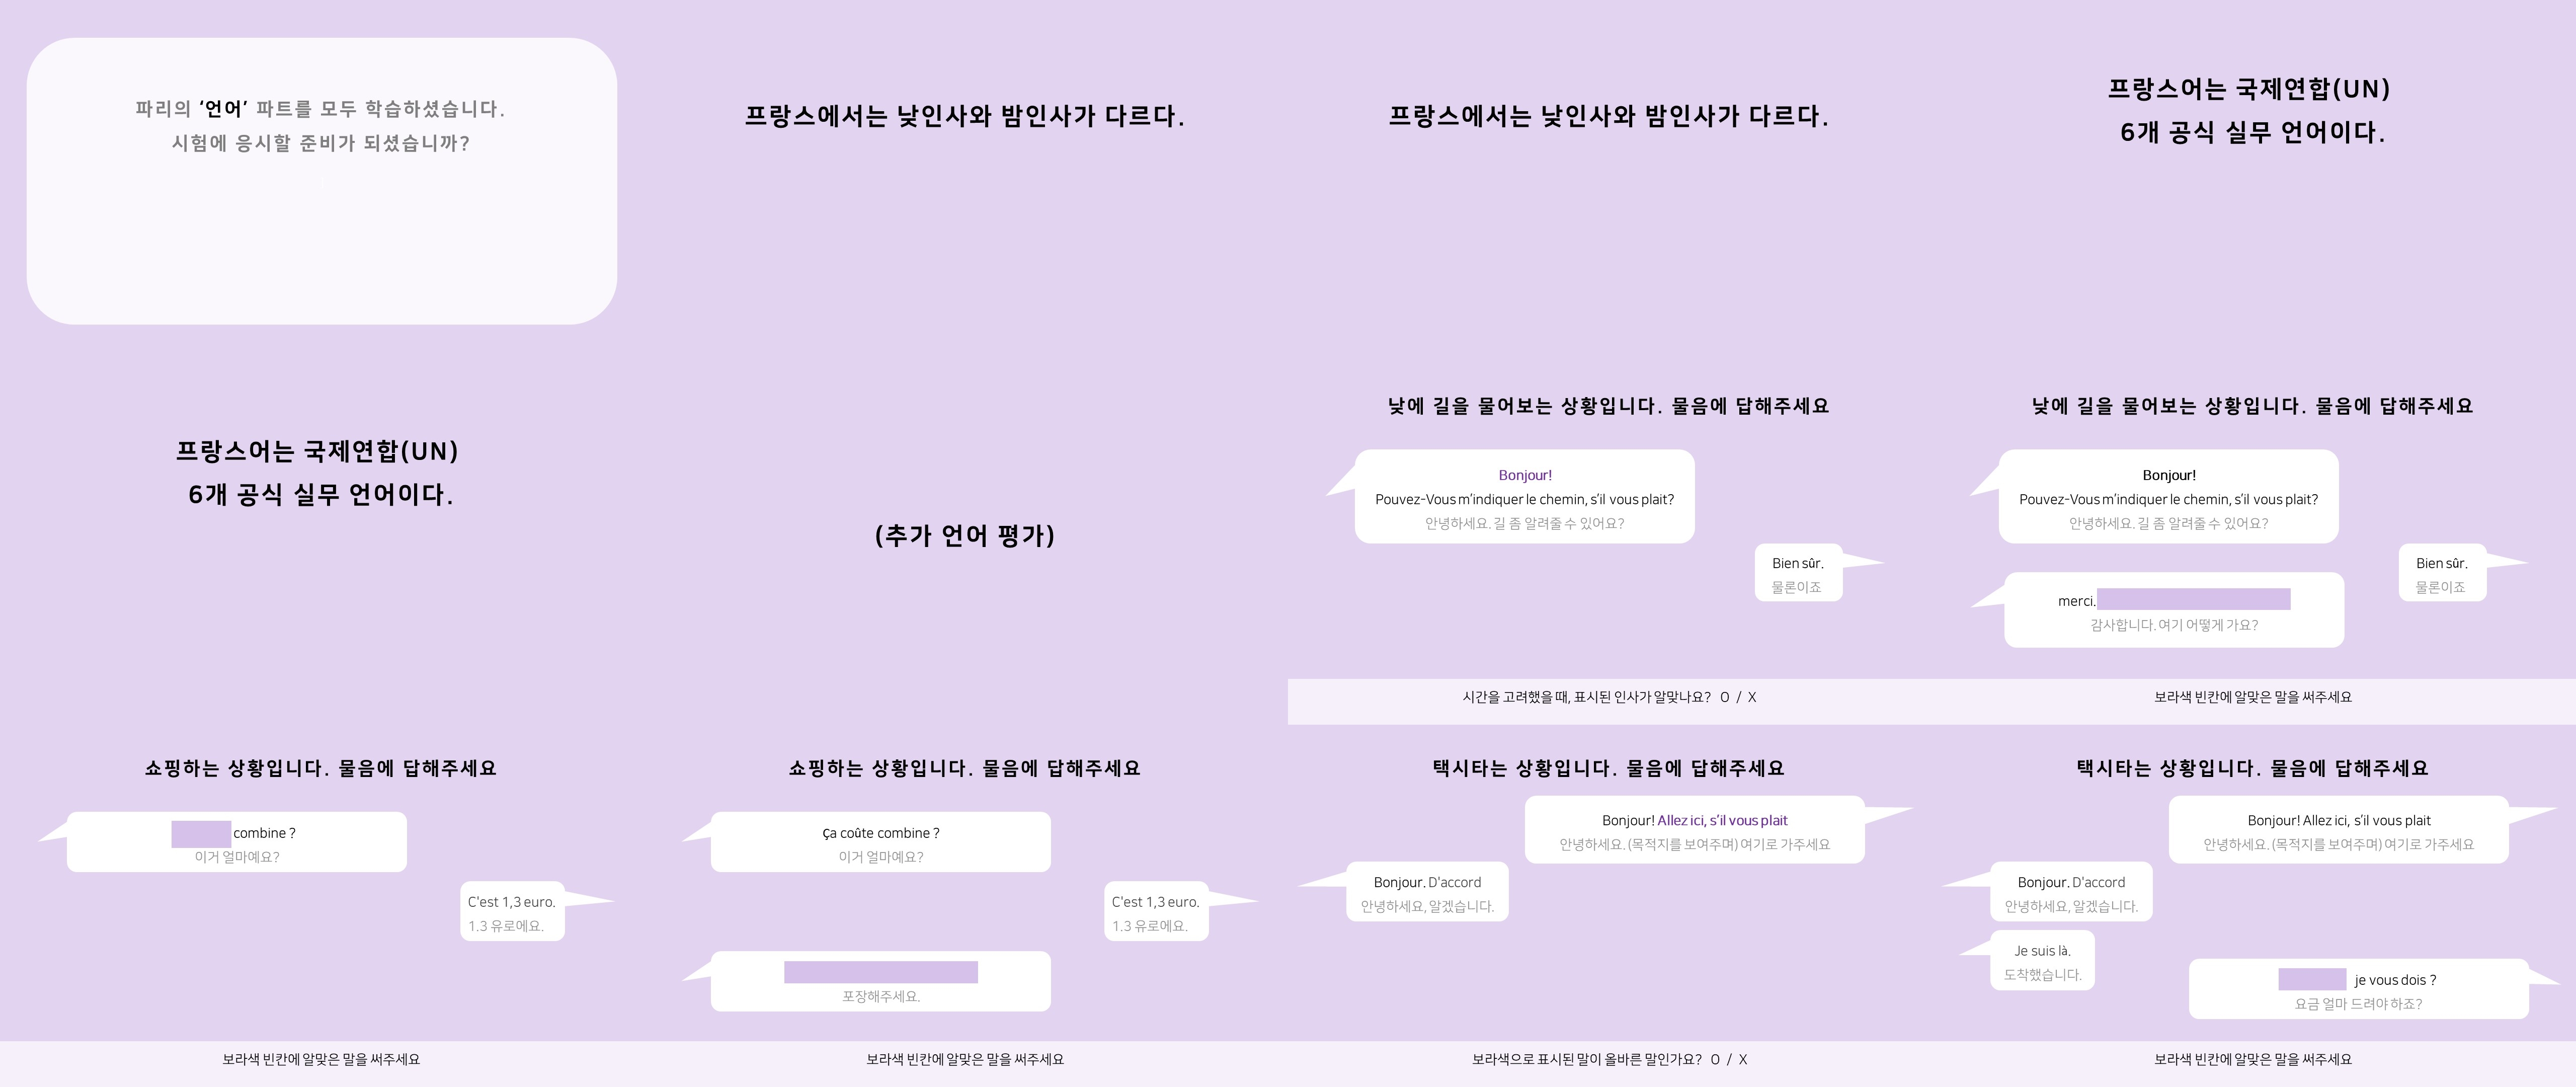 파리의 ‘언어’ 파트를 모두 학습하셨습니다.
시험에 응시할 준비가 되셨습니까?
프랑스에서는 낮인사와 밤인사가 다르다.
프랑스에서는 낮인사와 밤인사가 다르다.
프랑스어는 국제연합(UN)
6개 공식 실무 언어이다.
프랑스어는 국제연합(UN)
6개 공식 실무 언어이다.
(추가 언어 평가)
낮에 길을 물어보는 상황입니다. 물음에 답해주세요
Bonjour!
Pouvez-Vous m’indiquer le chemin, s’il vous plait?
안녕하세요. 길 좀 알려줄 수 있어요?
Bien sûr.
물론이죠
시간을 고려했을 때, 표시된 인사가 알맞나요? O / X
낮에 길을 물어보는 상황입니다. 물음에 답해주세요
Bonjour!
Pouvez-Vous m’indiquer le chemin, s’il vous plait?
안녕하세요. 길 좀 알려줄 수 있어요?
Bien sûr.
물론이죠
merci.
감사합니다. 여기 어떻게 가요?
보라색 빈칸에 알맞은 말을 써주세요
쇼핑하는 상황입니다. 물음에 답해주세요
combine ?
이거 얼마예요?
C'est 1,3 euro.
1.3 유로에요.
보라색 빈칸에 알맞은 말을 써주세요
쇼핑하는 상황입니다. 물음에 답해주세요
Ça coûte combine ?
이거 얼마예요?
C'est 1,3 euro.
1.3 유로에요.
포장해주세요.
보라색 빈칸에 알맞은 말을 써주세요
택시타는 상황입니다. 물음에 답해주세요
Bonjour! Allez ici, s’il vous plait
안녕하세요. (목적지를 보여주며) 여기로 가주세요
Bonjour. D'accord
안녕하세요, 알겠습니다.
보라색으로 표시된 말이 올바른 말인가요? O / X
택시타는 상황입니다. 물음에 답해주세요
Bonjour! Allez ici, s’il vous plait
안녕하세요. (목적지를 보여주며) 여기로 가주세요
Bonjour. D'accord
안녕하세요, 알겠습니다.
Je suis là.
도착했습니다.
je vous dois ?
요금 얼마 드려야 하죠?
보라색 빈칸에 알맞은 말을 써주세요